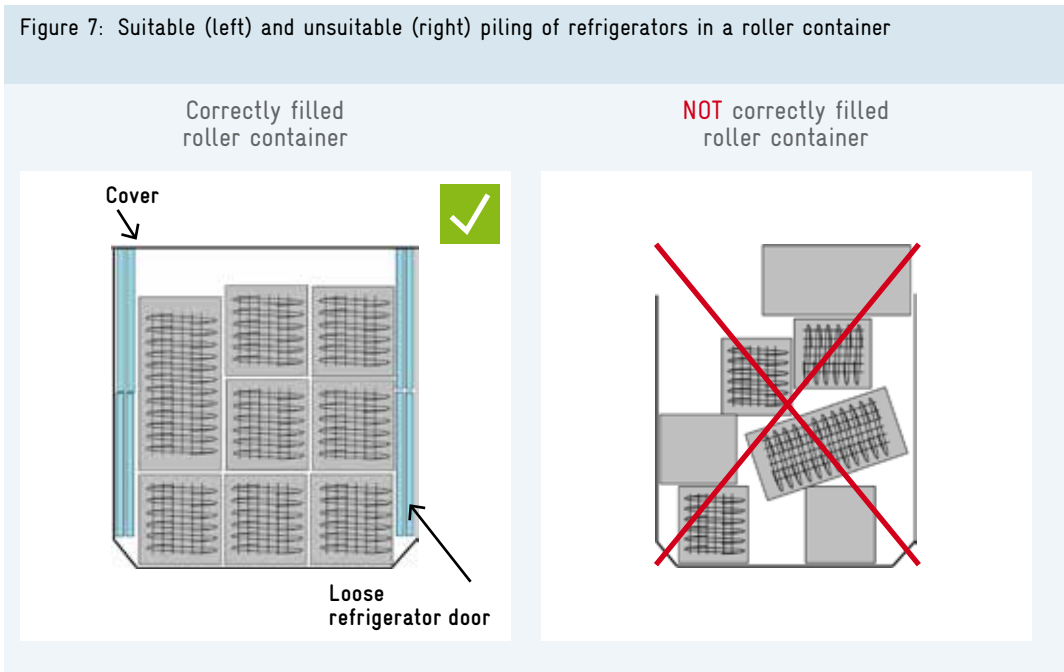 Figure 7: Suitable (left) and unsuitable (right) piling of refrigerators in a roller container
Correctly filled
roller container
NOT correctly filled
roller container
Cover
Loose
refrigerator door